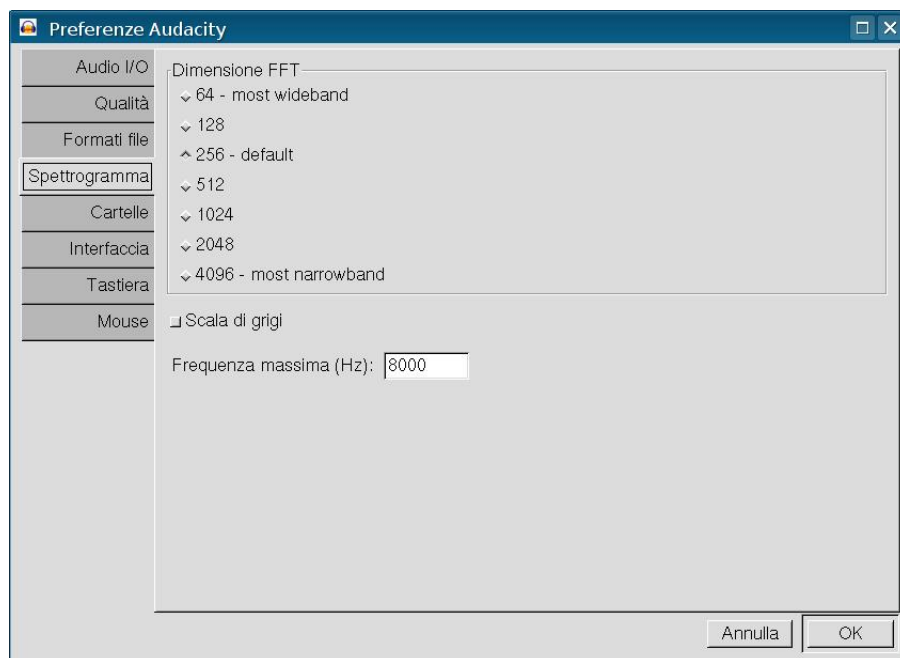 Preferenze Audacity
Audio I/O
Qualità
Formati file
Spettrogramma
Cartelle
Interfaccia
Tastiera
Mouse
Dimensione FFT
64 - most wideband
128
256 - default
512
1024
2048
4096 - most narrowband
Scala di grigi
Frequenza massima (Hz): 8000
Annulla OK